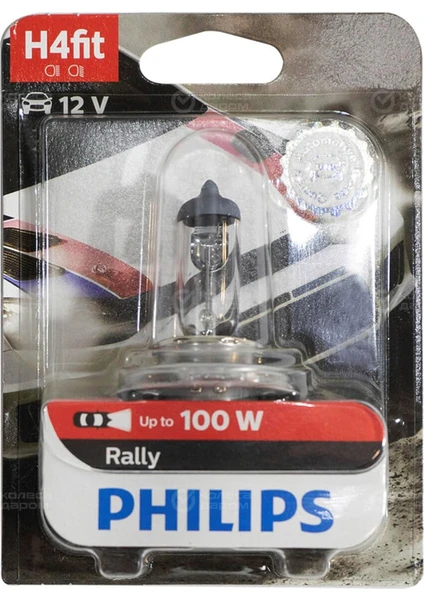 H4fit
12 V
Up to 100 W
Rally
PHILIPS